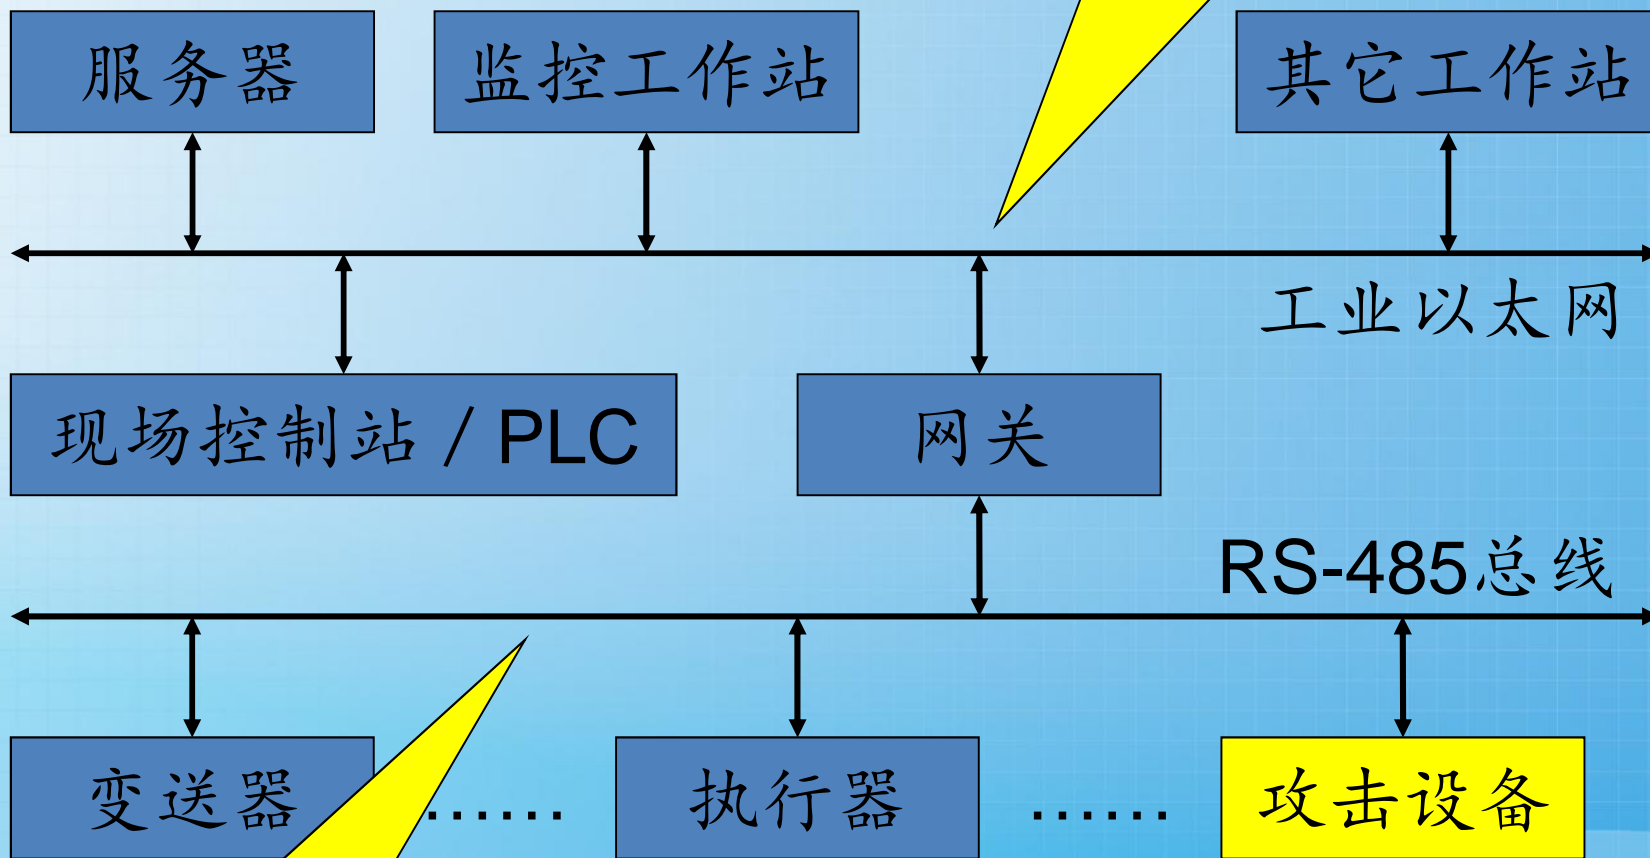 服务器
监控工作站
其它工作站
工业以太网
现场控制站 / PLC
网关
RS-485总线
变送器
......
执行器
......
攻击设备